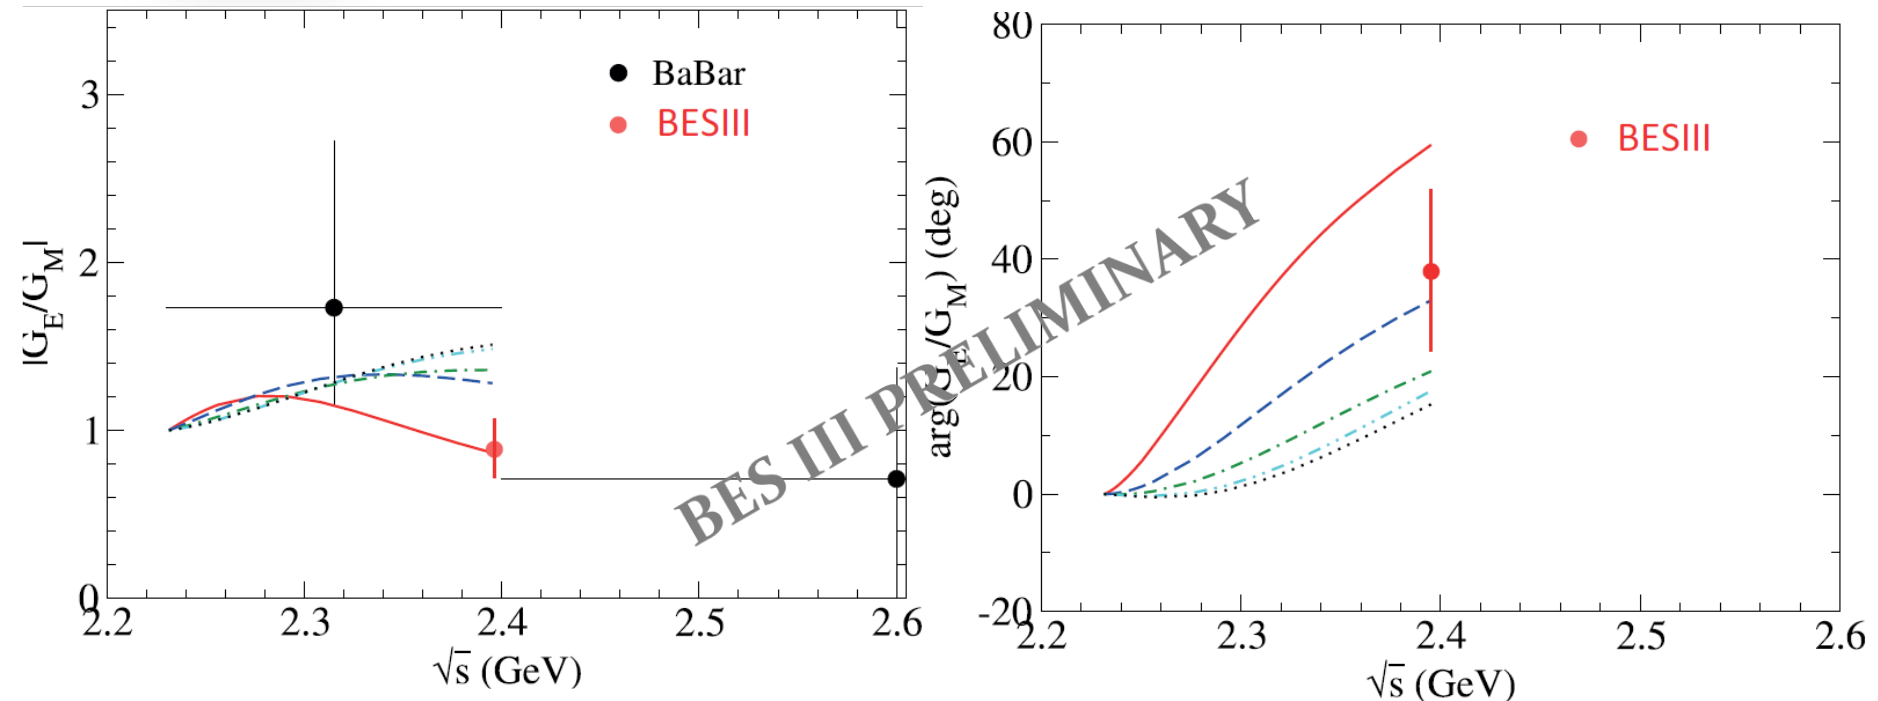 BaBar
BESIII
3
2
1
0
|G_E/G_M|
2.2 2.3 2.4 2.5 2.6
√s (GeV)
BES III PRELIMINARY
80
60
40
20
0
-20
arg(G_E/G_M) (deg)
BESIII
2.2 2.3 2.4 2.5 2.6
√s (GeV)